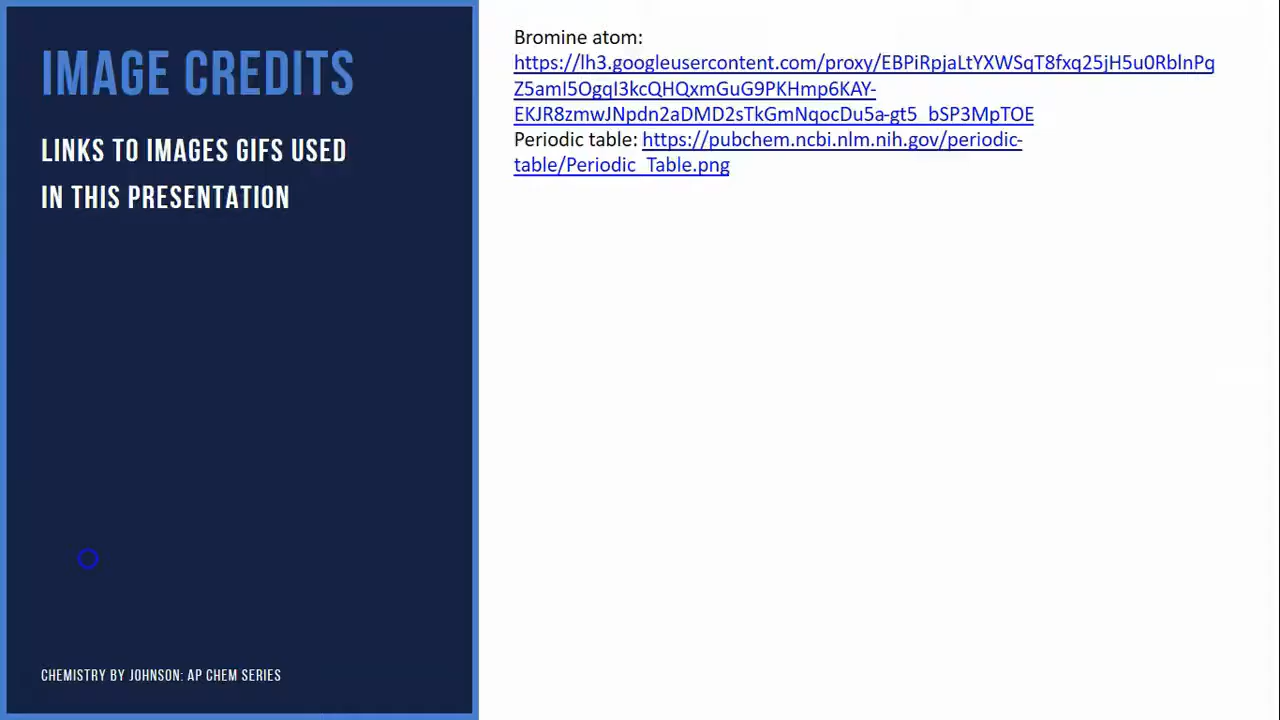 IMAGE CREDITS
LINKS TO IMAGES GIFS USED
IN THIS PRESENTATION
CHEMISTRY BY JOHNSON: AP CHEM SERIES
Bromine atom:
https://lh3.googleusercontent.com/proxy/EBPiRpjaLtYXWSqT8fxq25jH5u0RblnPq
Z5amI5OgqI3kcQHQxmGuG9PKHmp6KAY-
EKJR8zmwJNpdn2aDMD2sTkGmNqocDu5a-gt5_bSP3MpTOE
Periodic table: https://pubchem.ncbi.nlm.nih.gov/periodic-
table/Periodic_Table.png